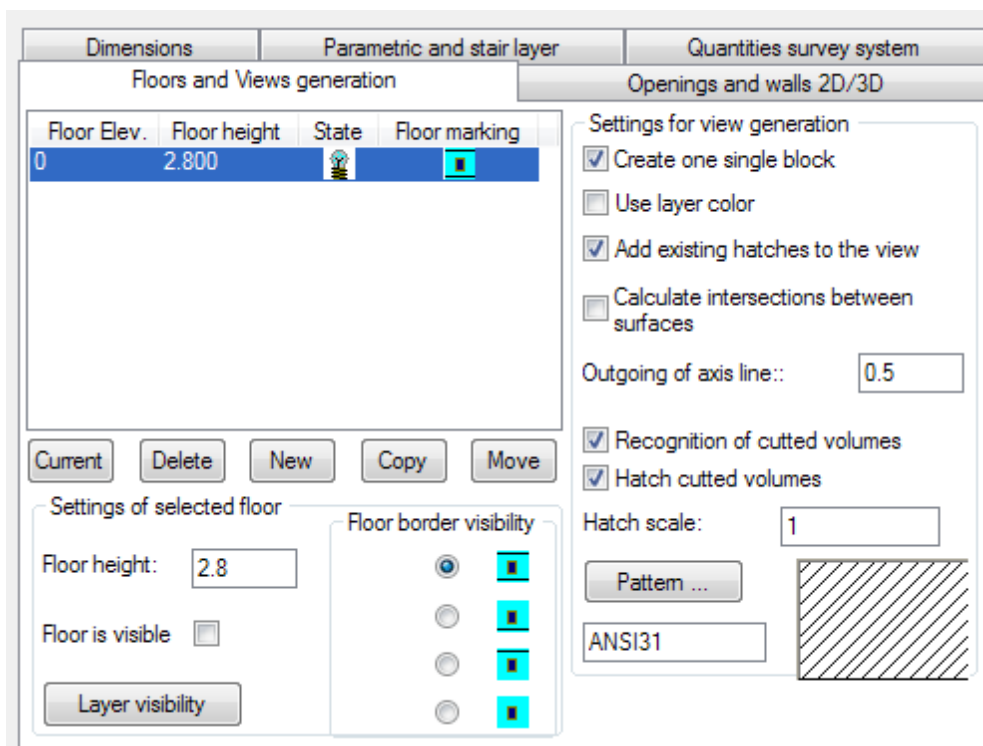 Dimensions
Parametric and stair layer
Quantities survey system
Floors and Views generation
Openings and walls 2D/3D
Floor Elev. Floor height State Floor marking
0 2.800
Current Delete New Copy Move
Settings of selected floor
Floor height: 2.8
Floor is visible
Layer visibility
Floor border visibility
Settings for view generation
Create one single block
Use layer color
Add existing hatches to the view
Calculate intersections between
surfaces
Outgoing of axis line:: 0.5
Recognition of cutted volumes
Hatch cutted volumes
Hatch scale: 1
Pattern ...
ANSI31